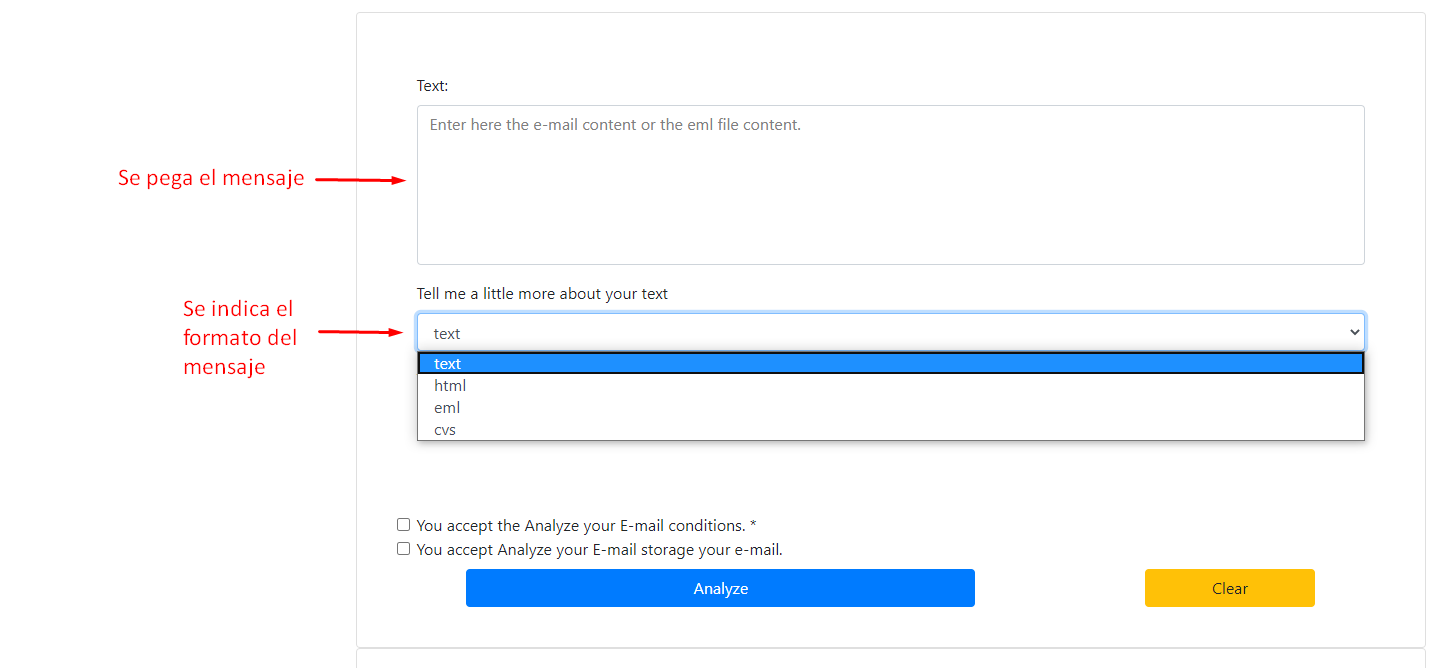 Text:
Enter here the e-mail content or the eml file content.
Se pega el mensaje
Tell me a little more about your text
Se indica el
formato del
mensaje
text
text
html
eml
cvs
You accept the Analyze your E-mail conditions. *
You accept Analyze your E-mail storage your e-mail.
Analyze
Clear